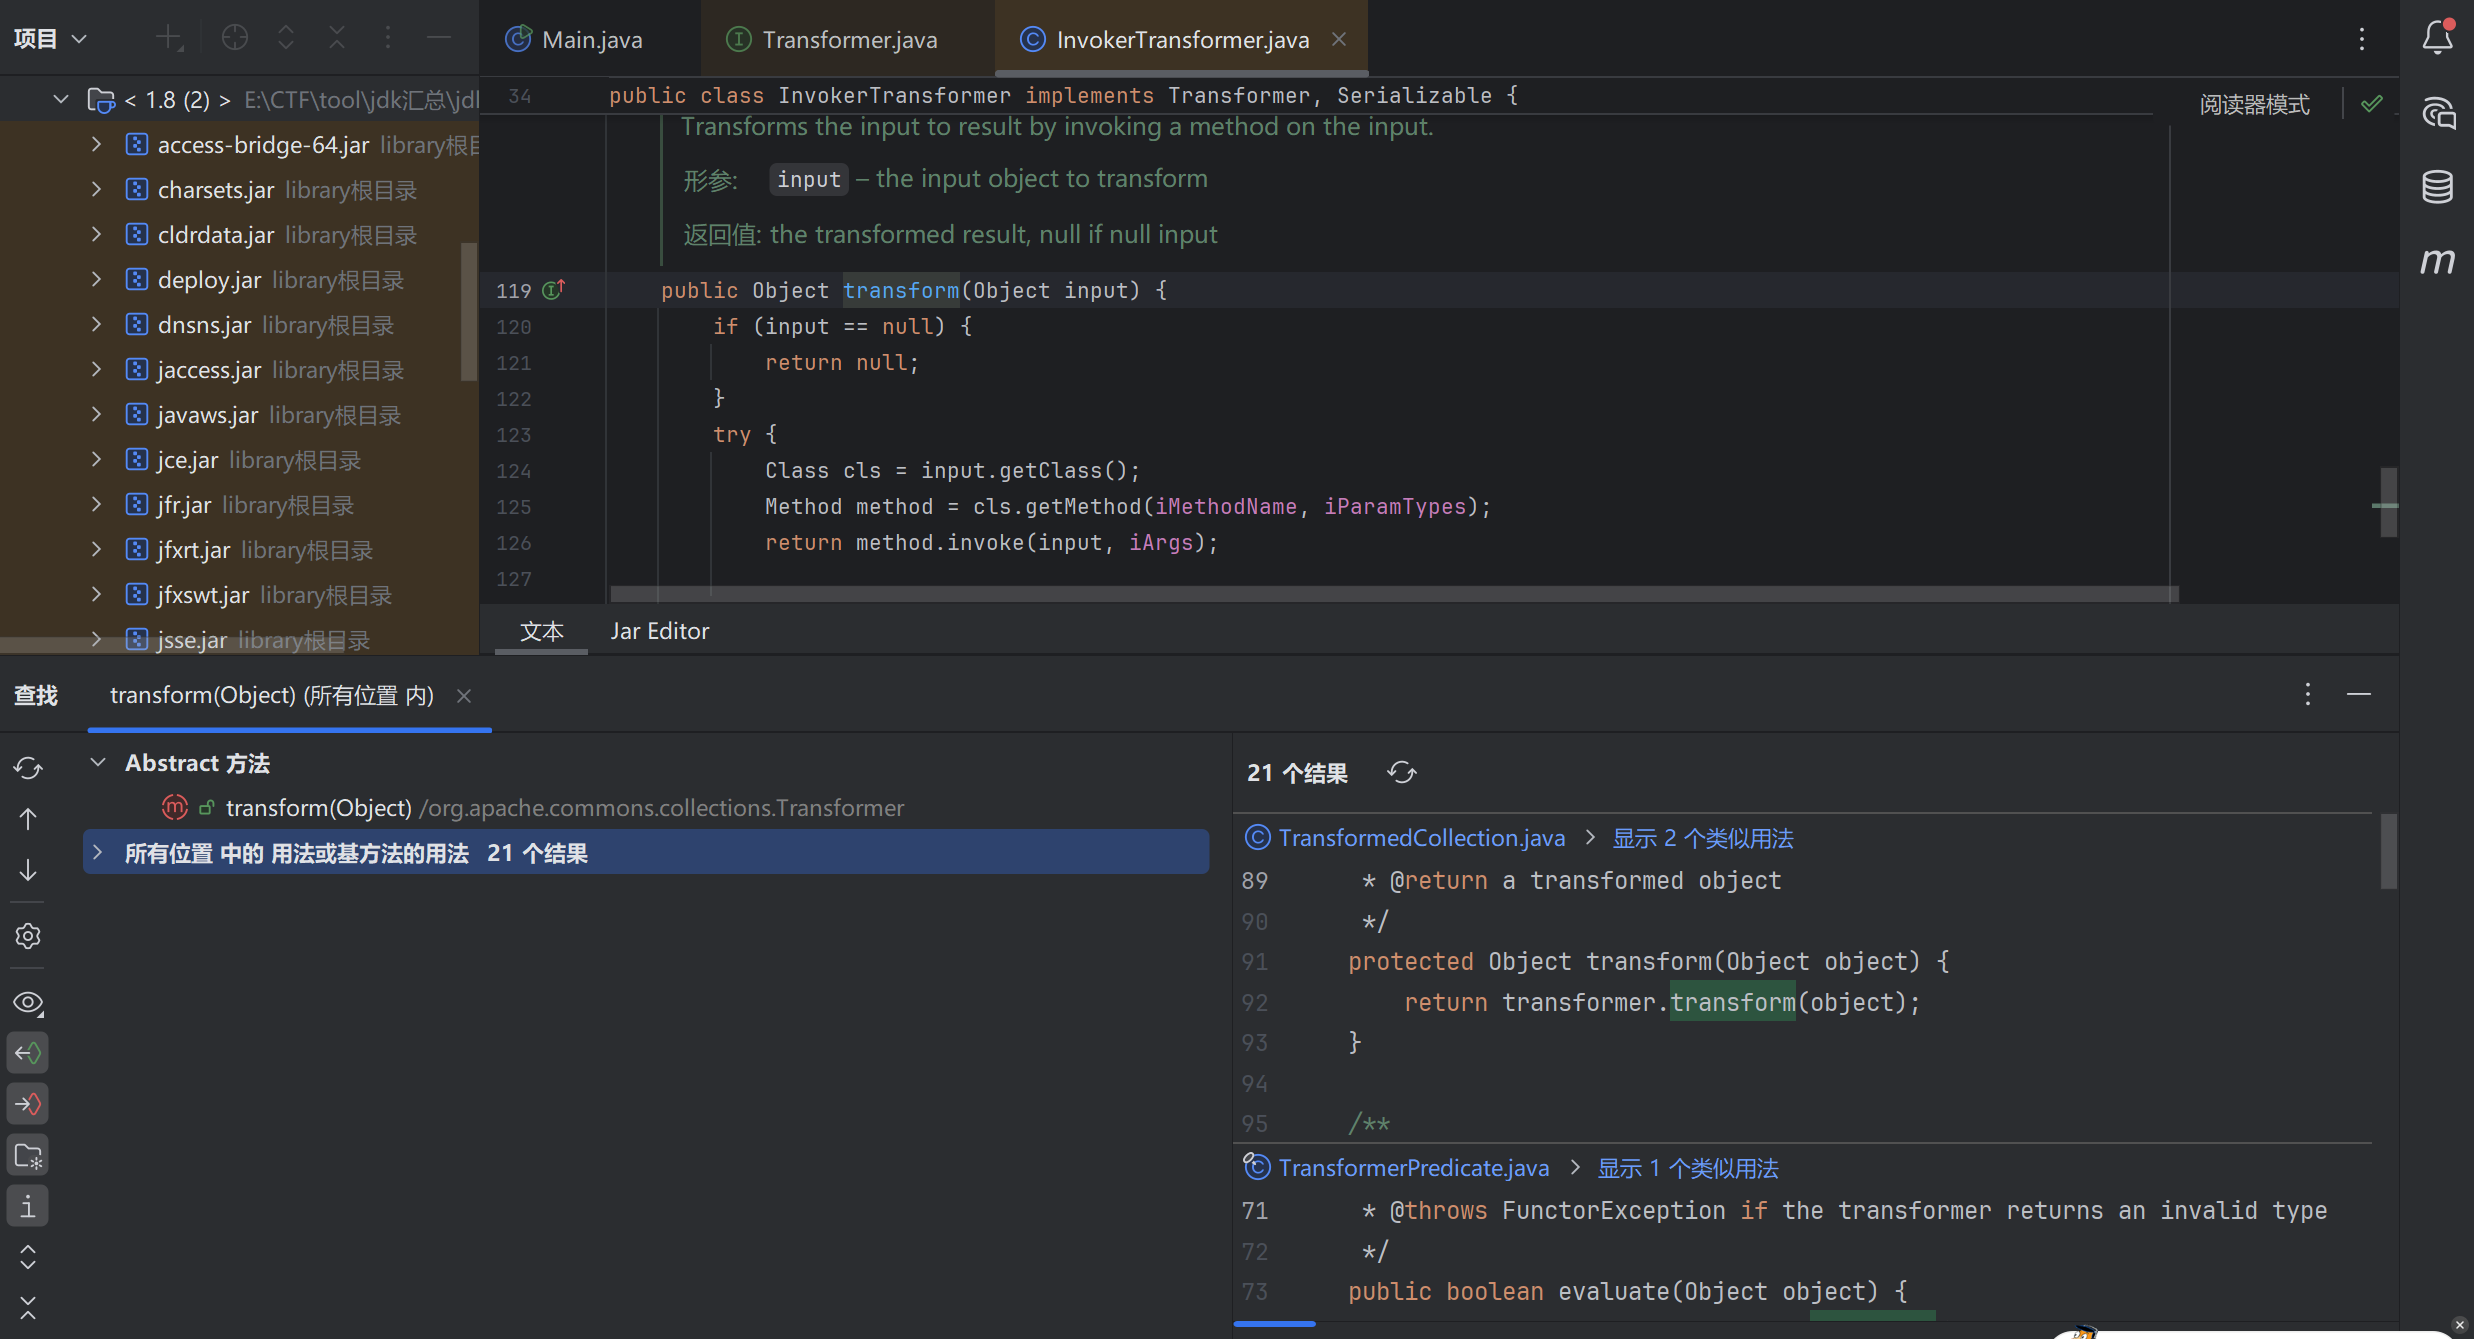 项目
Main.java
Transformer.java
InvokerTransformer.java
< 1.8 (2) > E:\CTF\tool\jdk汇总\jdk
access-bridge-64.jar library根目
charsets.jar library根目录
cldrdata.jar library根目录
deploy.jar library根目录
dnsns.jar library根目录
jaccess.jar library根目录
javaws.jar library根目录
jce.jar library根目录
jfr.jar library根目录
jfxrt.jar library根目录
jfxswt.jar library根目录
jsse.jar library根目录
34 public class InvokerTransformer implements Transformer, Serializable {
阅读器模式
Transforms the input to result by invoking a method on the input.
形参: input – the input object to transform
返回值: the transformed result, null if null input
119 public Object transform(Object input) {
120 if (input == null) {
121 return null;
122 }
123 try {
124 Class cls = input.getClass();
125 Method method = cls.getMethod(iMethodName, iParamTypes);
126 return method.invoke(input, iArgs);
127
文本 Jar Editor
查找 transform(Object) (所有位置 内)
Abstract 方法
transform(Object) /org.apache.commons.collections.Transformer
所有位置 中的 用法或基方法的用法 21 个结果
21 个结果
TransformedCollection.java > 显示 2 个类似用法
89 * @return a transformed object
90 */
91 protected Object transform(Object object) {
92 return transformer.transform(object);
93 }
94
95 /**
TransformerPredicate.java > 显示 1 个类似用法
71 * @throws FunctorException if the transformer returns an invalid type
72 */
73 public boolean evaluate(Object object) {